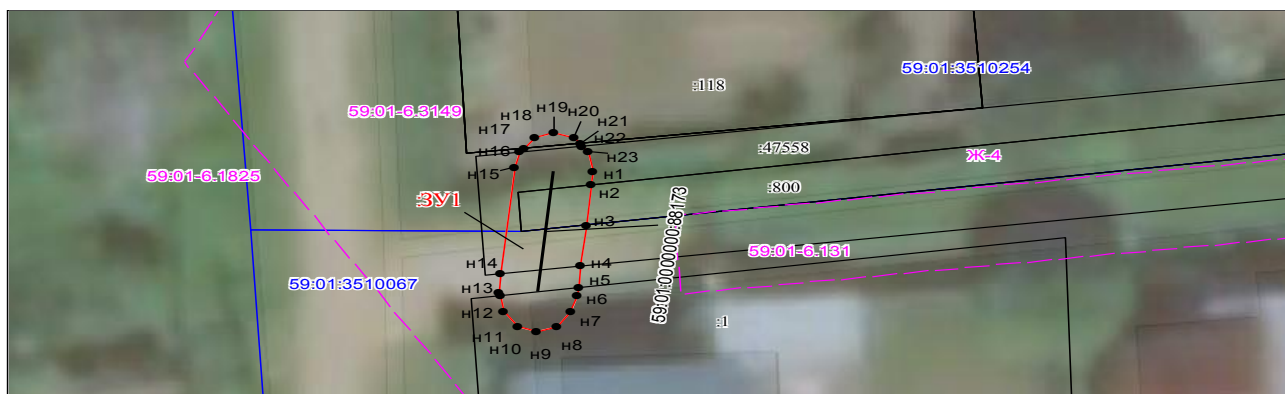 59:01:3510254
:118
59:01-6.3149
н19
н18
н20
н17
н21
н22
н16
н23
:47558
Ж-4
н15
н1
59:01-6.1825
н2
:800
:ЗУ1
н3
59:01:0000000:88173
н4
59:01-6.131
н14
н5
59:01:3510067
н13
н6
н12
н7
:1
н11
н8
н10
н9